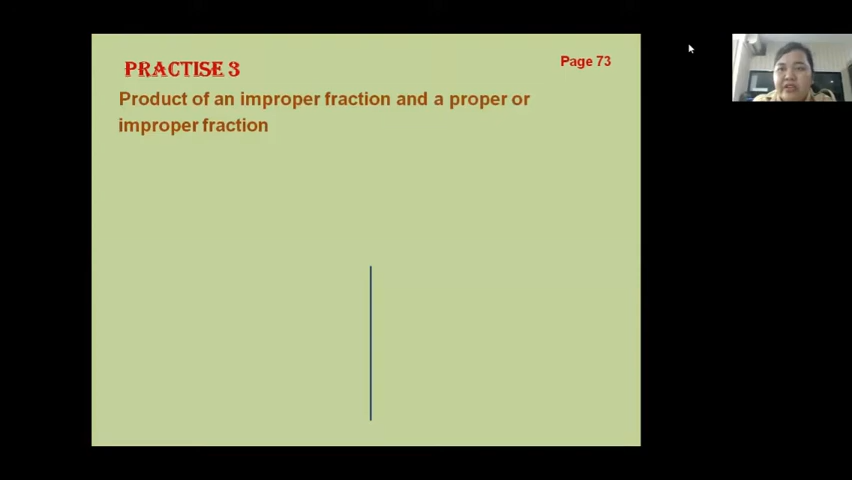 PRACTISE 3
Page 73
Product of an improper fraction and a proper or
improper fraction